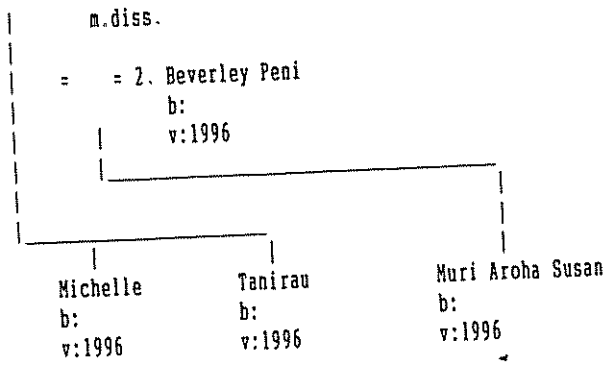 m.diss.
= = 2. Beverley Peni
b:
v:1996
Michelle Tanirau Muri Aroha Susan
b: b: b:
v:1996 v:1996 v:1996